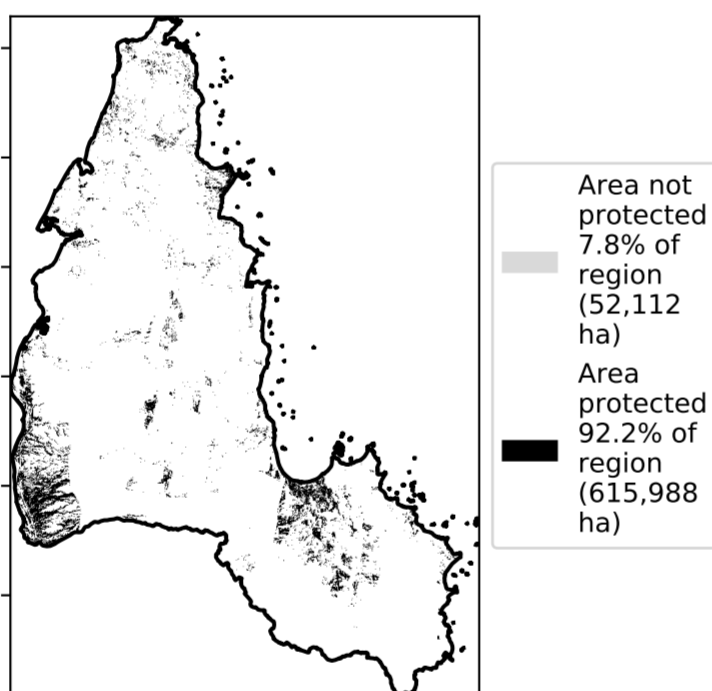 Area not
protected
7.8% of
region
(52,112
ha)
Area
protected
92.2% of
region
(615,988
ha)